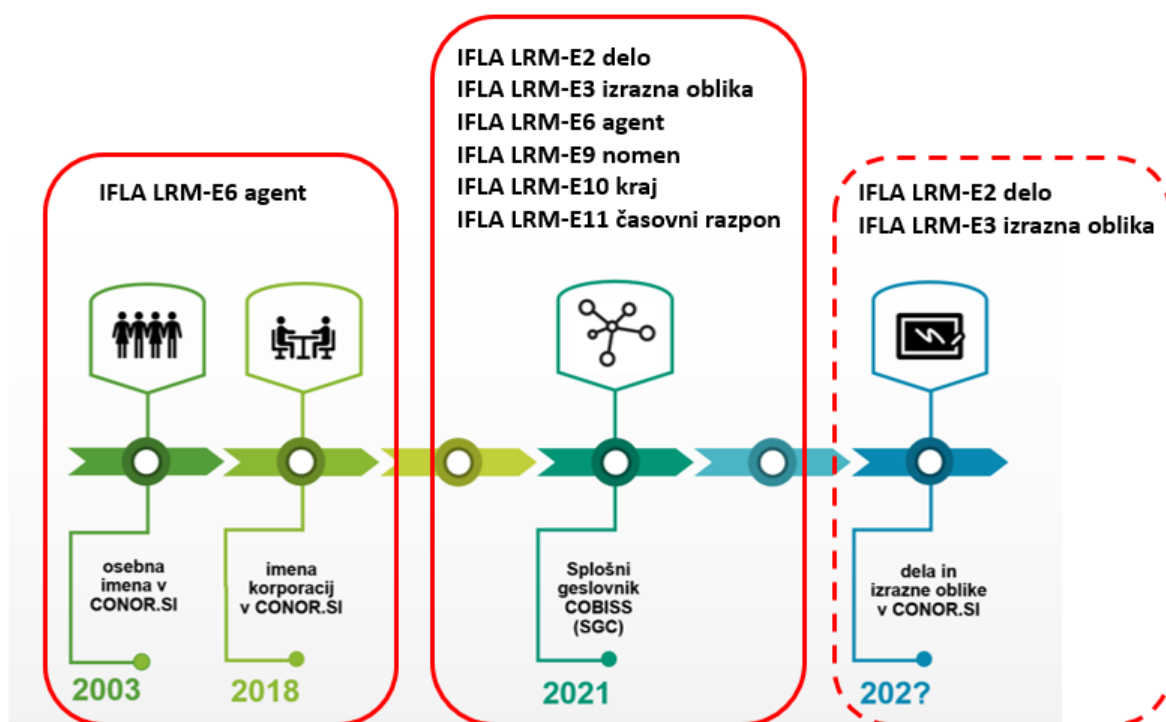 IFLA LRM-E6 agent
IFLA LRM-E2 delo
IFLA LRM-E3 izrazna oblika
IFLA LRM-E6 agent
IFLA LRM-E9 nomen
IFLA LRM-E10 kraj
IFLA LRM-E11 časovni razpon
IFLA LRM-E2 delo
IFLA LRM-E3 izrazna oblika
osebna
imena v
CONOR.SI
2003
imena
korporacij
v CONOR.SI
2018
Splošni
geslovnik
COBISS
(SGC)
2021
dela in
izrazne oblike
v CONOR.SI
202?